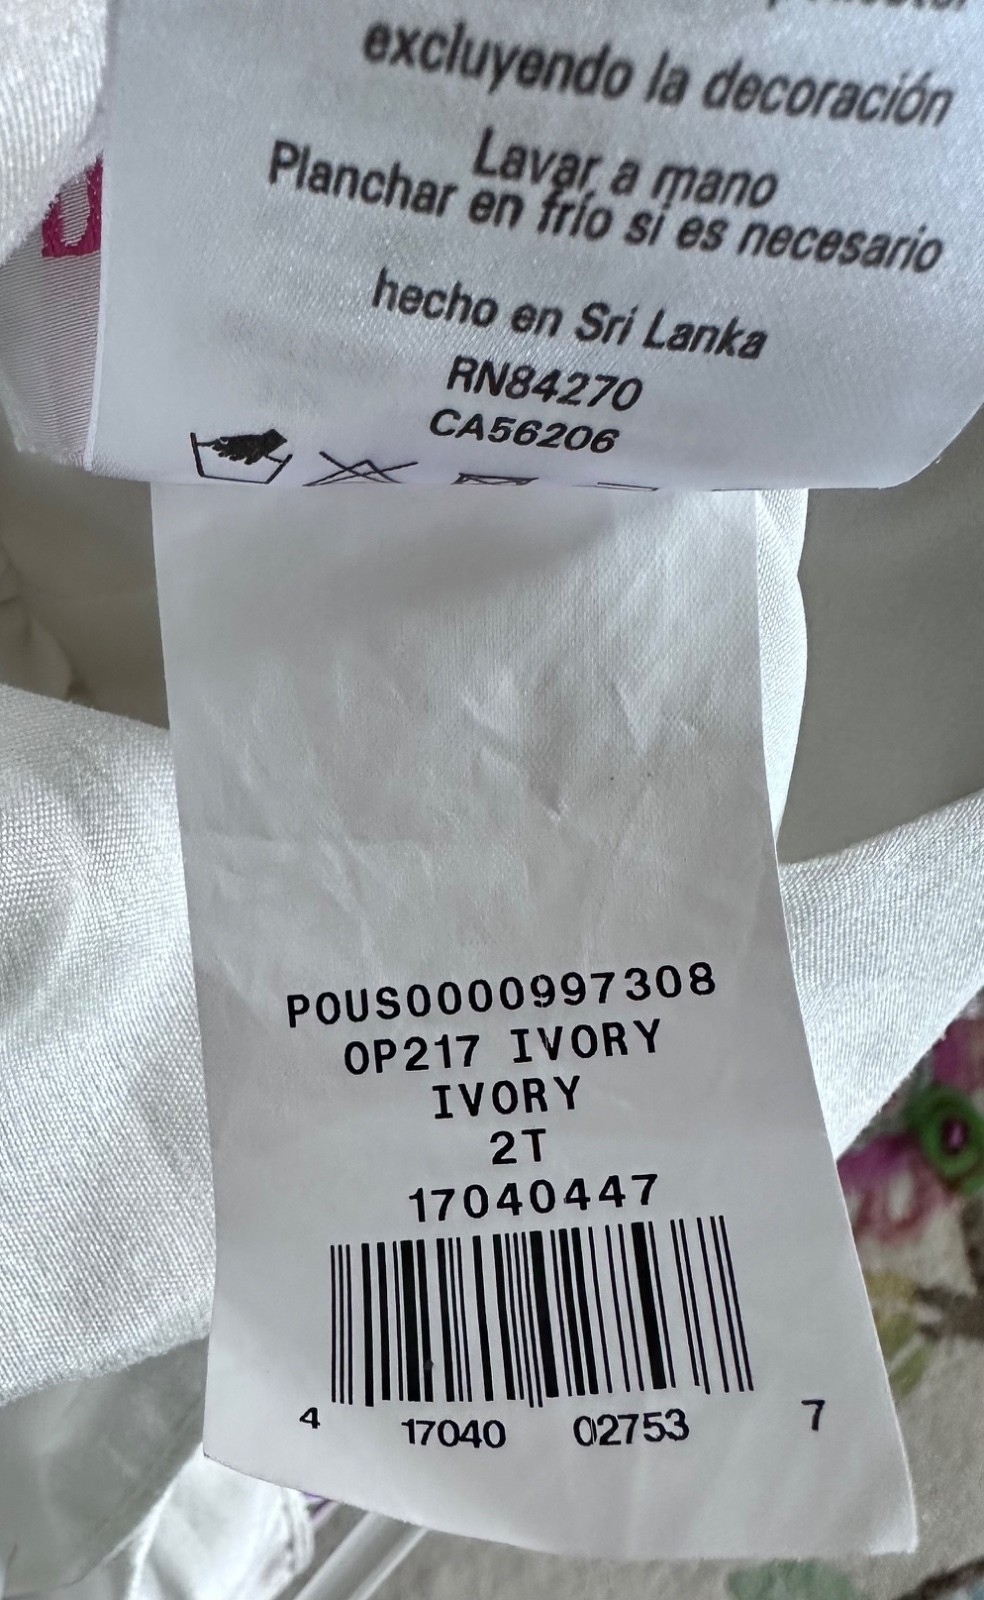 excluyendo la decoración
Lavar a mano
Planchar en frío si es necesario
hecho en Sri Lanka
RN84270
CA56206
POUS0000997308
OP217 IVORY
IVORY
2T
17040447
4 17040 02753 7